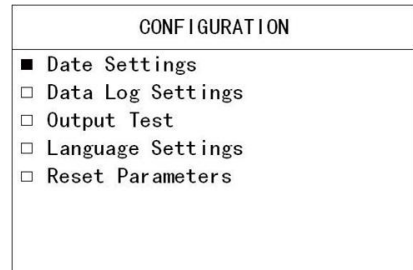 CONFIGURATION
■ Date Settings
□ Data Log Settings
□ Output Test
□ Language Settings
□ Reset Parameters